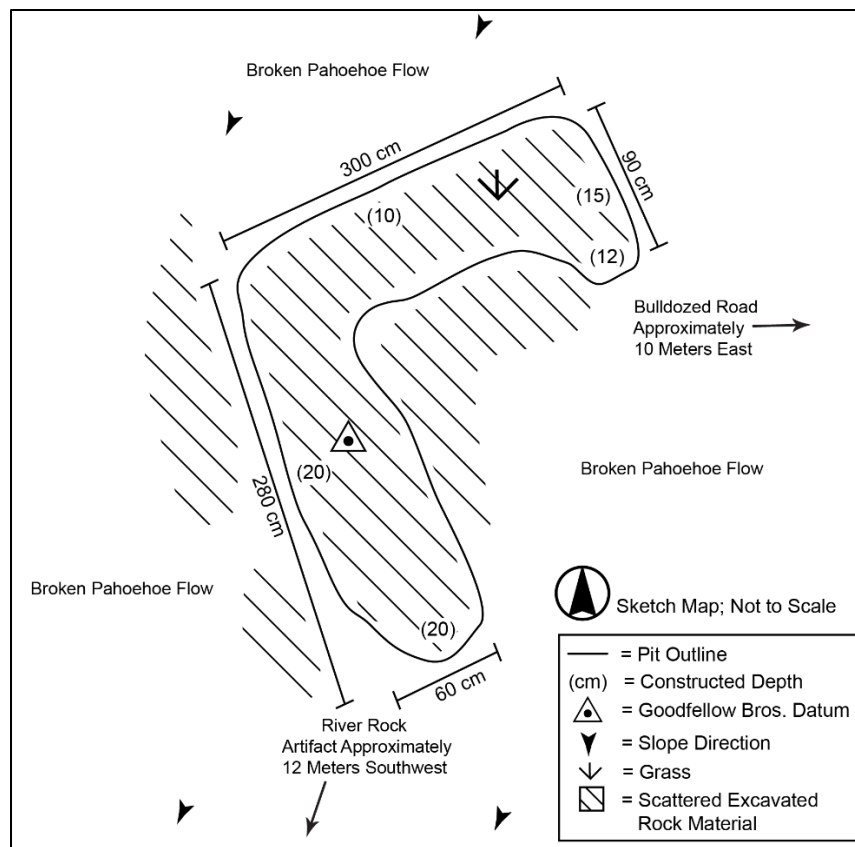 Broken Pahoehoe Flow
300 cm
90 cm
(10)
(15)
(12)
Bulldozed Road
Approximately
10 Meters East
280 cm
(20)
Broken Pahoehoe Flow
Broken Pahoehoe Flow
(20)
60 cm
River Rock
Artifact Approximately
12 Meters Southwest
Sketch Map; Not to Scale
= Pit Outline
(cm) = Constructed Depth
= Goodfellow Bros. Datum
= Slope Direction
= Grass
= Scattered Excavated
Rock Material